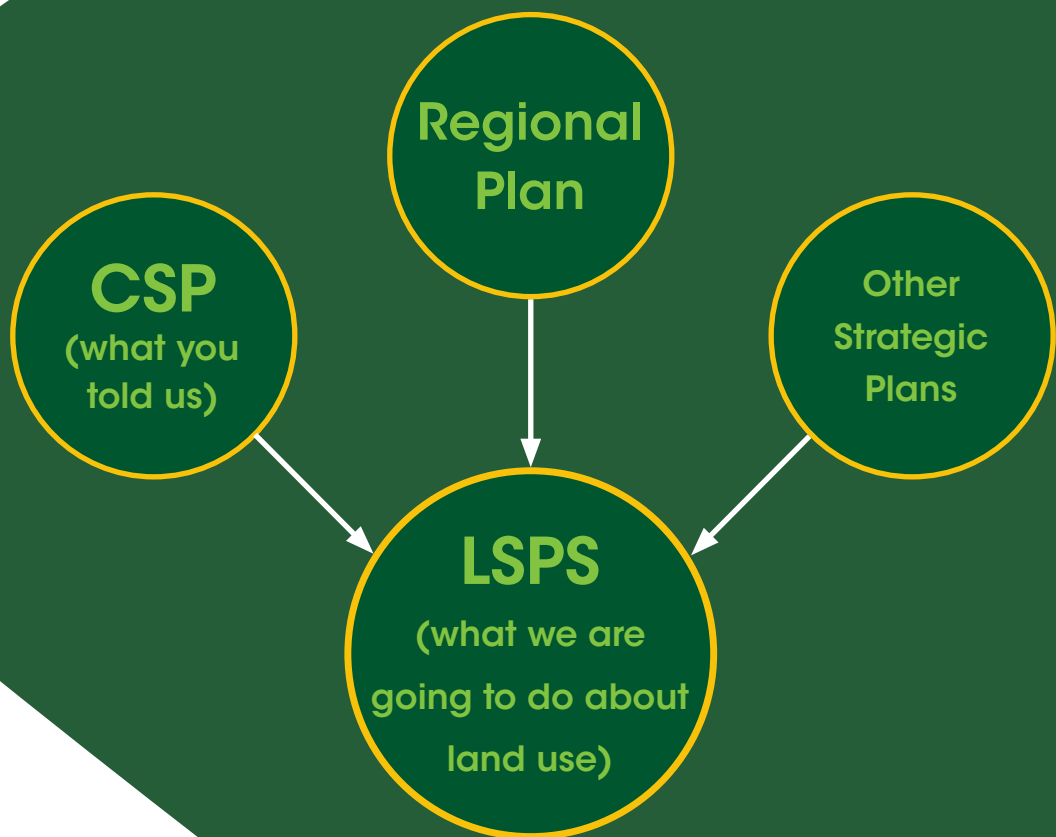 Regional
Plan
CSP
(what you
told us)
Other
Strategic
Plans
LSPS
(what we are
going to do about
land use)